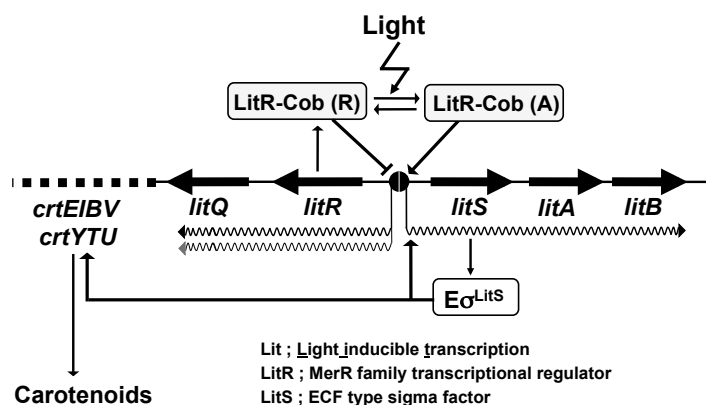 Light
LitR-Cob (R)
LitR-Cob (A)
crtEIBV
crtYTU
litQ
litR
litS
litA
litB
Eσ^LitS
Carotenoids
Lit ; Light inducible transcription
LitR ; MerR family transcriptional regulator
LitS ; ECF type sigma factor